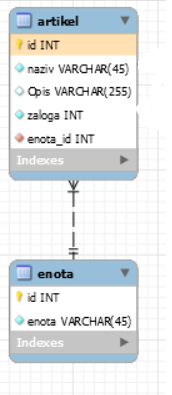 artikel
id INT
naziv VARCHAR(45)
Opis VARCHAR(255)
zaloga INT
enota_id INT
Indexes
enota
id INT
enota VARCHAR(45)
Indexes